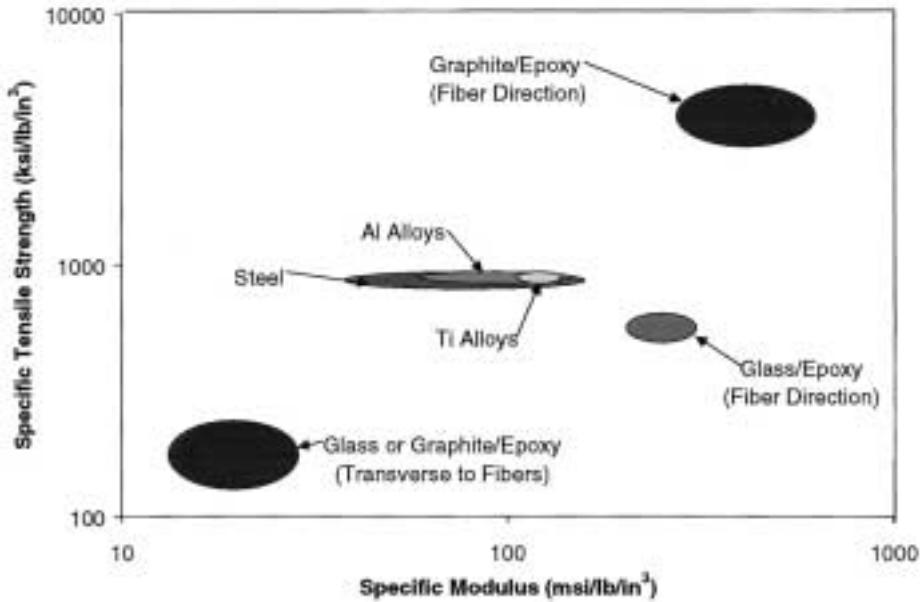 10000
Graphite/Epoxy
(Fiber Direction)
Al Alloys
1000
Steel
Ti Alloys
Glass/Epoxy
(Fiber Direction)
Glass or Graphite/Epoxy
(Transverse to Fibers)
100
10
100
1000
Specific Modulus (msi/lb/in³)
Specific Tensile Strength (ksi/lb/in³)